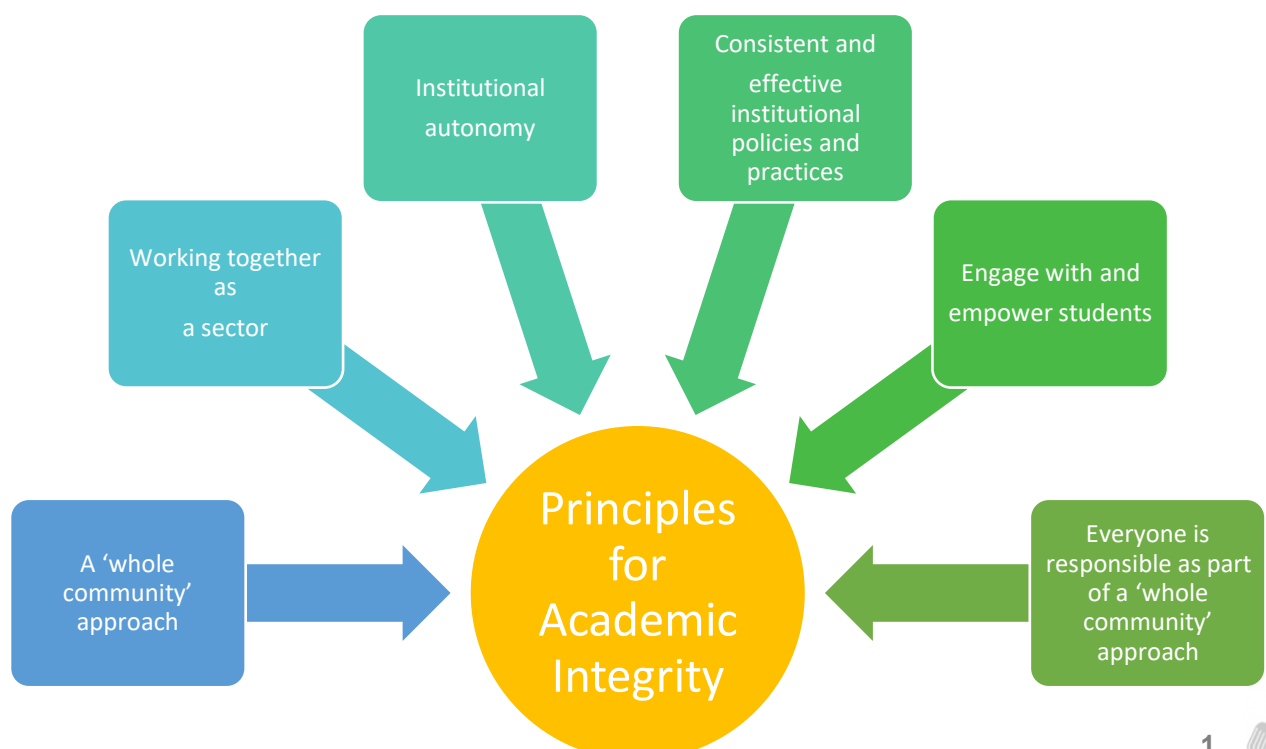 Institutional
autonomy
Consistent and
effective
institutional
policies and
practices
Working together
as
a sector
Engage with and
empower students
A ‘whole
community’
approach
Principles
for
Academic
Integrity
Everyone is
responsible as part
of a ‘whole
community’
approach
1